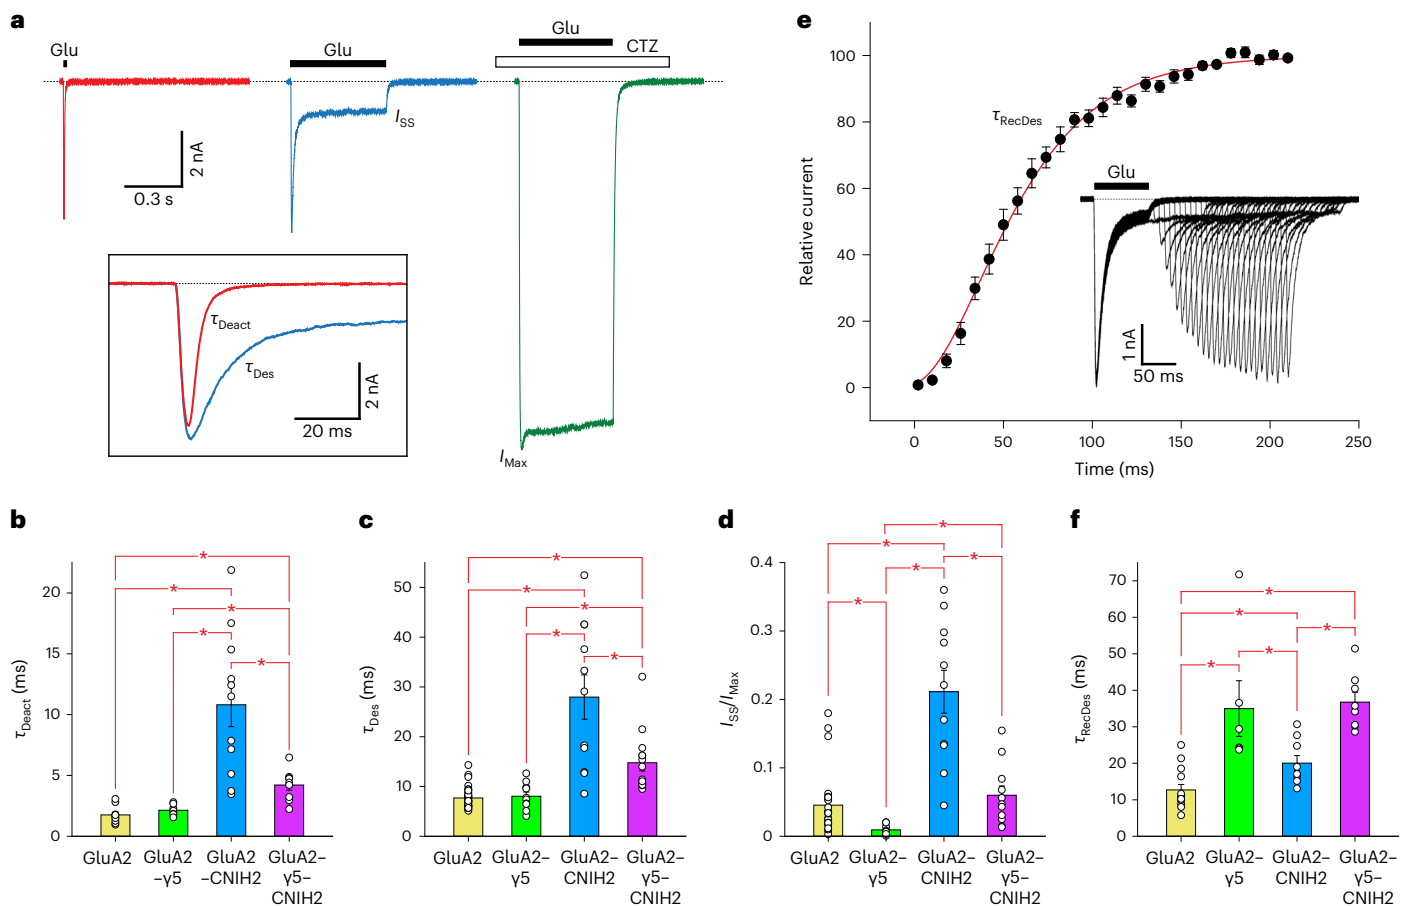 a
Glu
Glu
Glu
CTZ
I_SS
2 nA
0.3 s
τ_Deact
τ_Des
2 nA
20 ms
I_Max
e
100
80
60
40
20
0
Relative current
τ_RecDes
Glu
1 nA
50 ms
0 50 100 150 200 250
Time (ms)
b
τ_Deact (ms)
20
15
10
5
0
* * * * *
GluA2 GluA2 GluA2 GluA2–
–γ5 –CNIH2 γ5–
CNIH2
c
τ_Des (ms)
50
40
30
20
10
0
* * * * *
GluA2 GluA2– GluA2– GluA2–
γ5 CNIH2 γ5–CNIH2
d
I_SS/I_Max
0.4
0.3
0.2
0.1
0
* * * * *
GluA2 GluA2– GluA2– GluA2–
γ5 CNIH2 γ5–
CNIH2
f
τ_RecDes (ms)
70
60
50
40
30
20
10
0
* * * * *
GluA2 GluA2– GluA2– GluA2–
γ5 CNIH2 γ5–
CNIH2